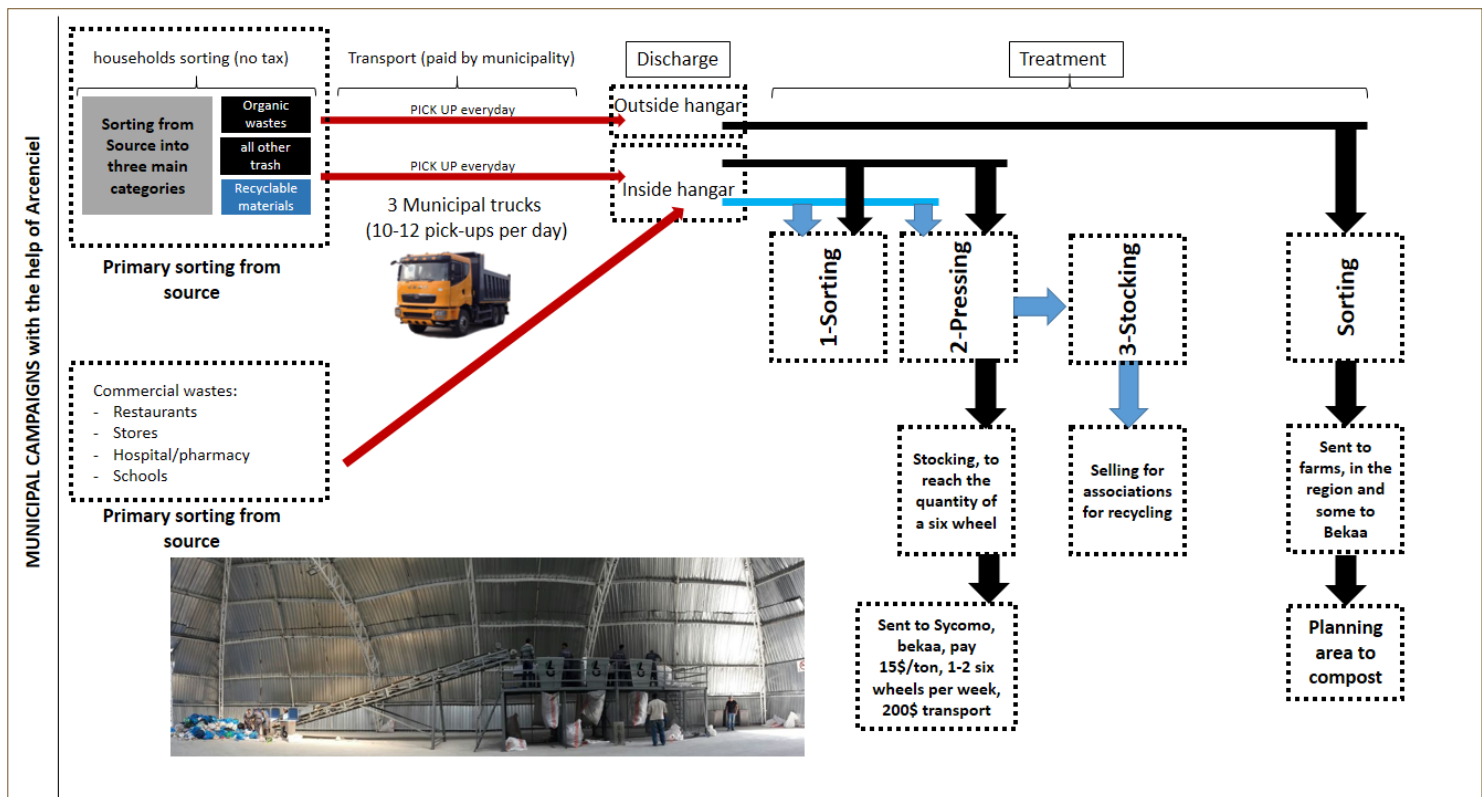 MUNICIPAL CAMPAIGNS with the help of Arcenciel
households sorting (no tax)
Transport (paid by municipality)
Discharge
Treatment
Sorting from
Source into
three main
categories
Organic
wastes
all other
trash
Recyclable
materials
Primary sorting from
source
PICK UP everyday
PICK UP everyday
3 Municipal trucks
(10-12 pick-ups per day)
Outside hangar
Inside hangar
1-Sorting
2-Pressing
3-Stocking
Sorting
Commercial wastes:
- Restaurants
- Stores
- Hospital/pharmacy
- Schools
Primary sorting from
source
Stocking, to
reach the
quantity of
a six wheel
Selling for
associations
for recycling
Sent to
farms, in the
region and
some to
Bekaa
Sent to Sycomo,
bekaa, pay
15$/ton, 1-2 six
wheels per week,
200$ transport
Planning
area to
compost